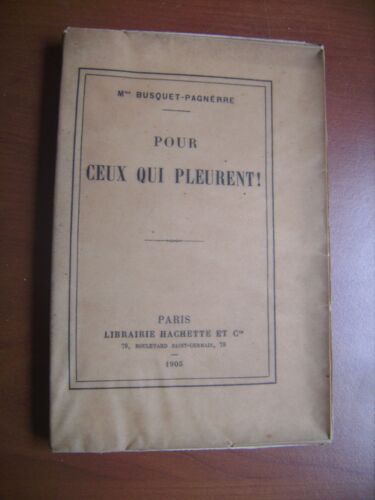 Mme BUSQUET-PAGNERRE
POUR
CEUX QUI PLEURENT!
PARIS
LIBRAIRIE HACHETTE ET Cie
79, BOULEVARD SAINT-GERMAIN, 79
1905